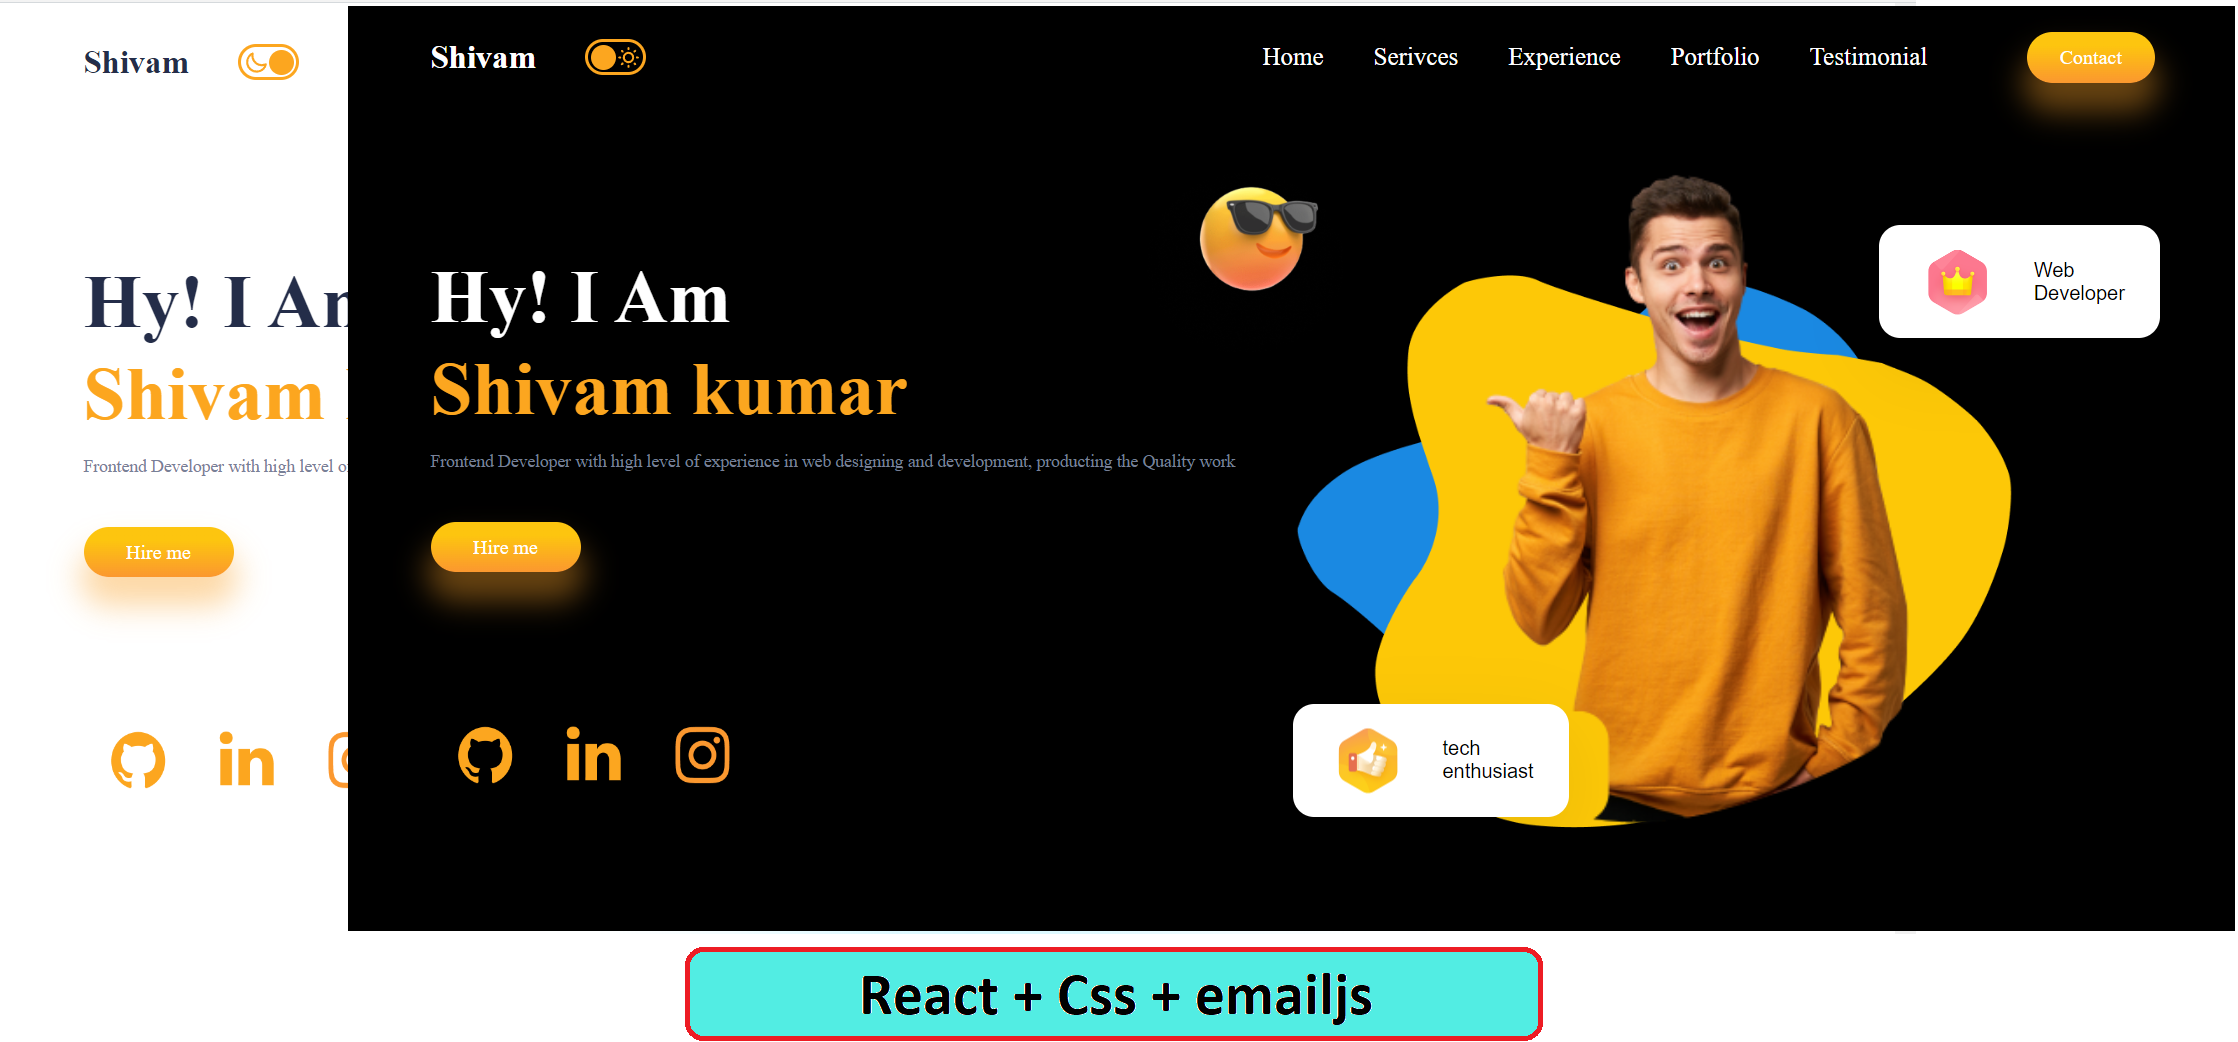 Shivam
Hy! I Am
Shivam
Frontend Developer with high level
Hire me
in
Shivam
Home Serivces Experience Portfolio Testimonial Contact
Hy! I Am
Shivam kumar
Frontend Developer with high level of experience in web designing and development, producting the Quality work
Hire me
in
Web
Developer
tech
enthusiast
React + Css + emailjs